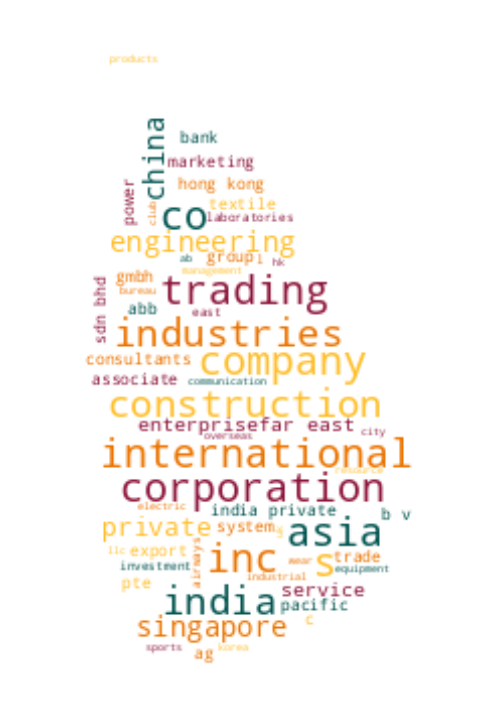 products
china
bank
marketing
power
hong kong
club
textile
co
laboratories
engineering
ab
group
l
hk
management
gmbh
sdn bhd
bureau
trading
abb
east
industries
consultants
company
associate
communication
construction
enterprise
far east
overseas
city
international
resource
corporation
electric
india private
b v
private
system
s
asia
llc
export
airways
inc
wear
s
trade
investment
equipment
industrial
pte
india
service
pacific
singapore
c
sports
ag
korea